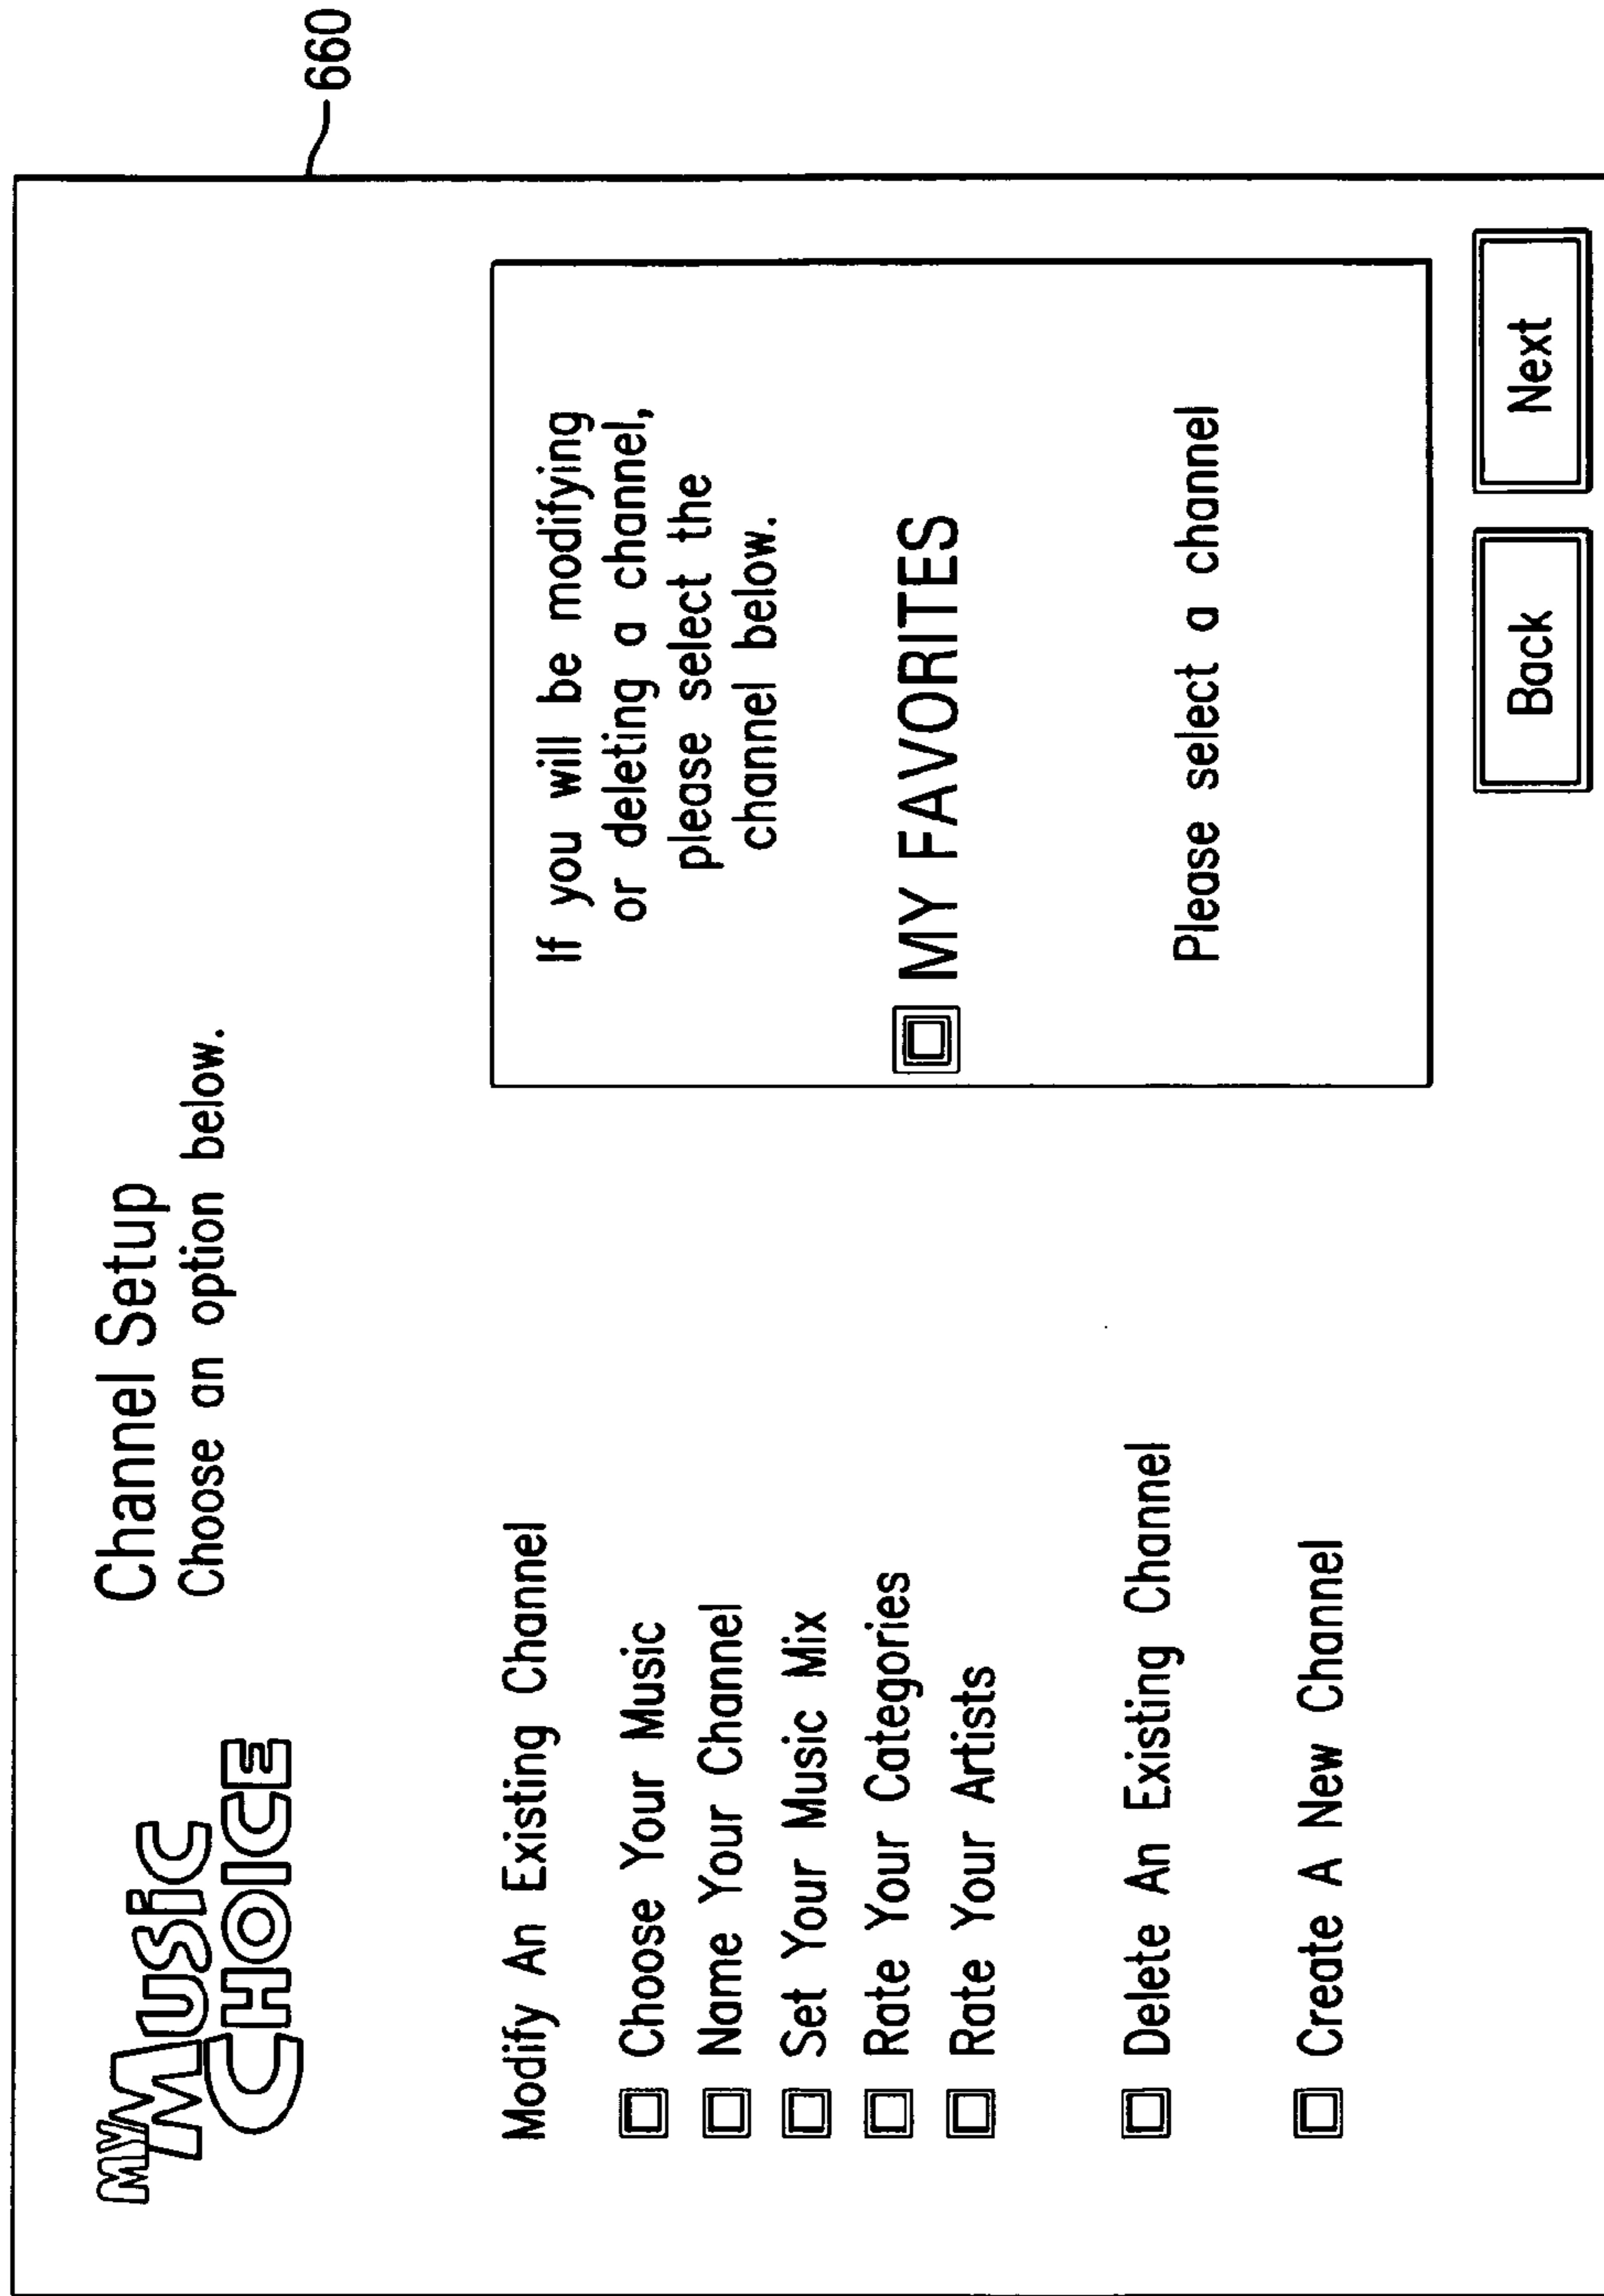 MY MUSIC
CHOICE
Channel Setup
Choose an option below.
Modify An Existing Channel
Choose Your Music
Name Your Channel
Set Your Music Mix
Rate Your Categories
Rate Your Artists
Delete An Existing Channel
Create A New Channel
If you will be modifying
or deleting a channel,
please select the
channel below.
MY FAVORITES
Please select a channel
Back
Next
660